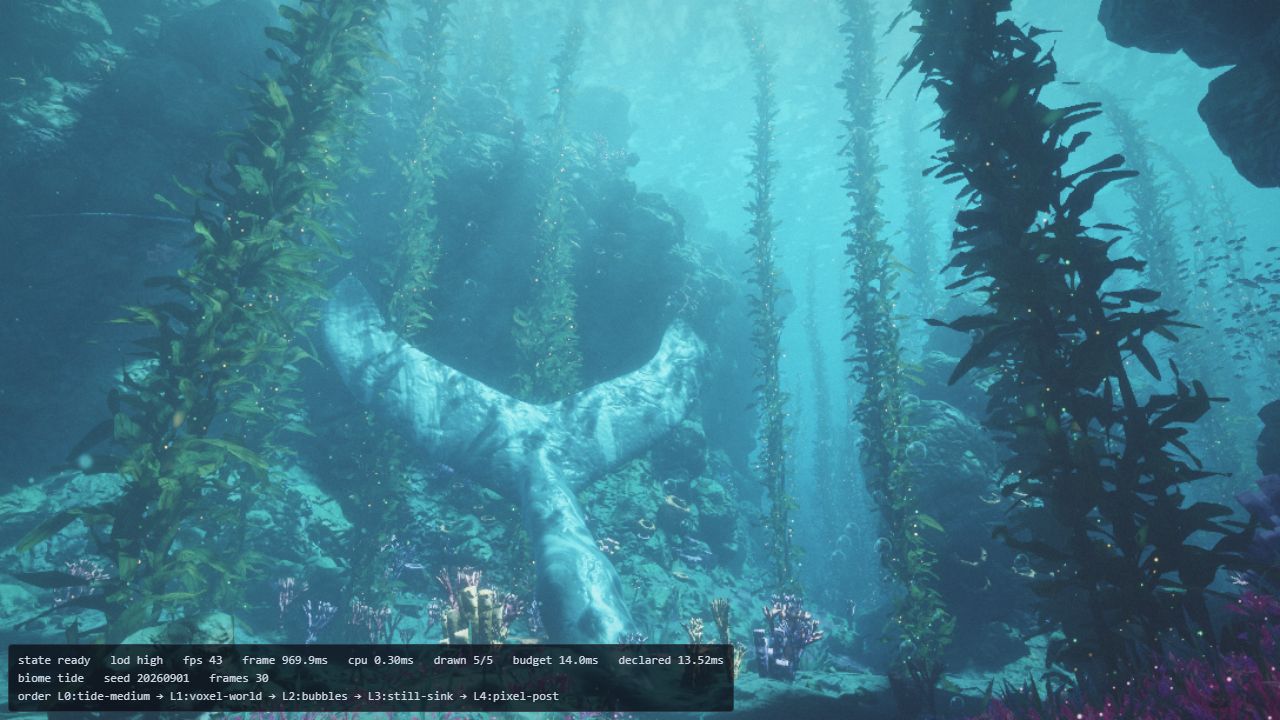 state ready lod high fps 43 frame 969.9ms cpu 0.30ms drawn 5/5 budget 14.0ms declared 13.52ms
biome tide seed 20260901 frames 30
order L0:tide-medium → L1:voxel-world → L2:bubbles → L3:still-sink → L4:pixel-post